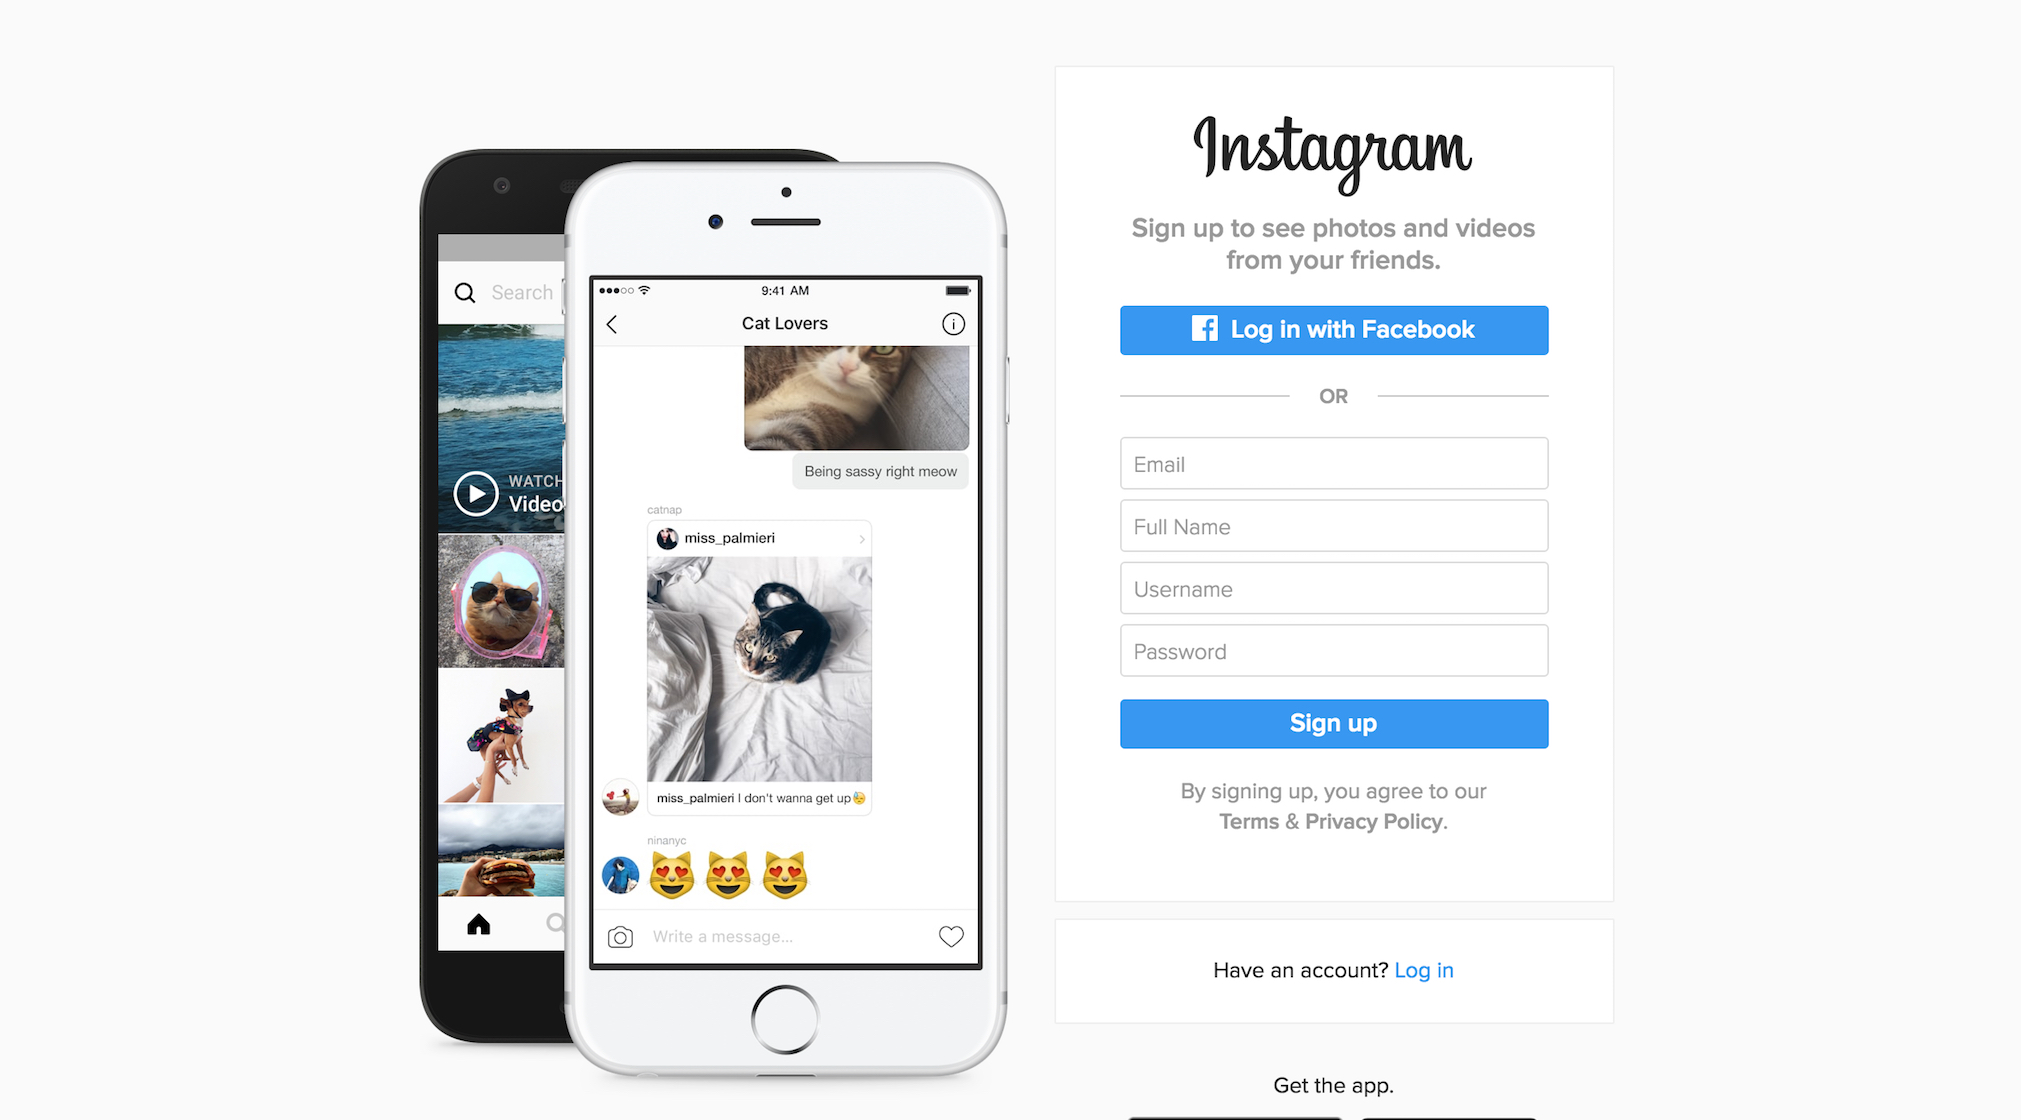 Search
WATCH
Video
9:41 AM
Cat Lovers
Being sassy right meow
catnap
miss_palmieri
miss_palmieri I don't wanna get up😓
ninanyc
😻 😻 😻
Write a message...
Instagram
Sign up to see photos and videos
from your friends.
Log in with Facebook
OR
Email
Full Name
Username
Password
Sign up
By signing up, you agree to our
Terms & Privacy Policy.
Have an account? Log in
Get the app.